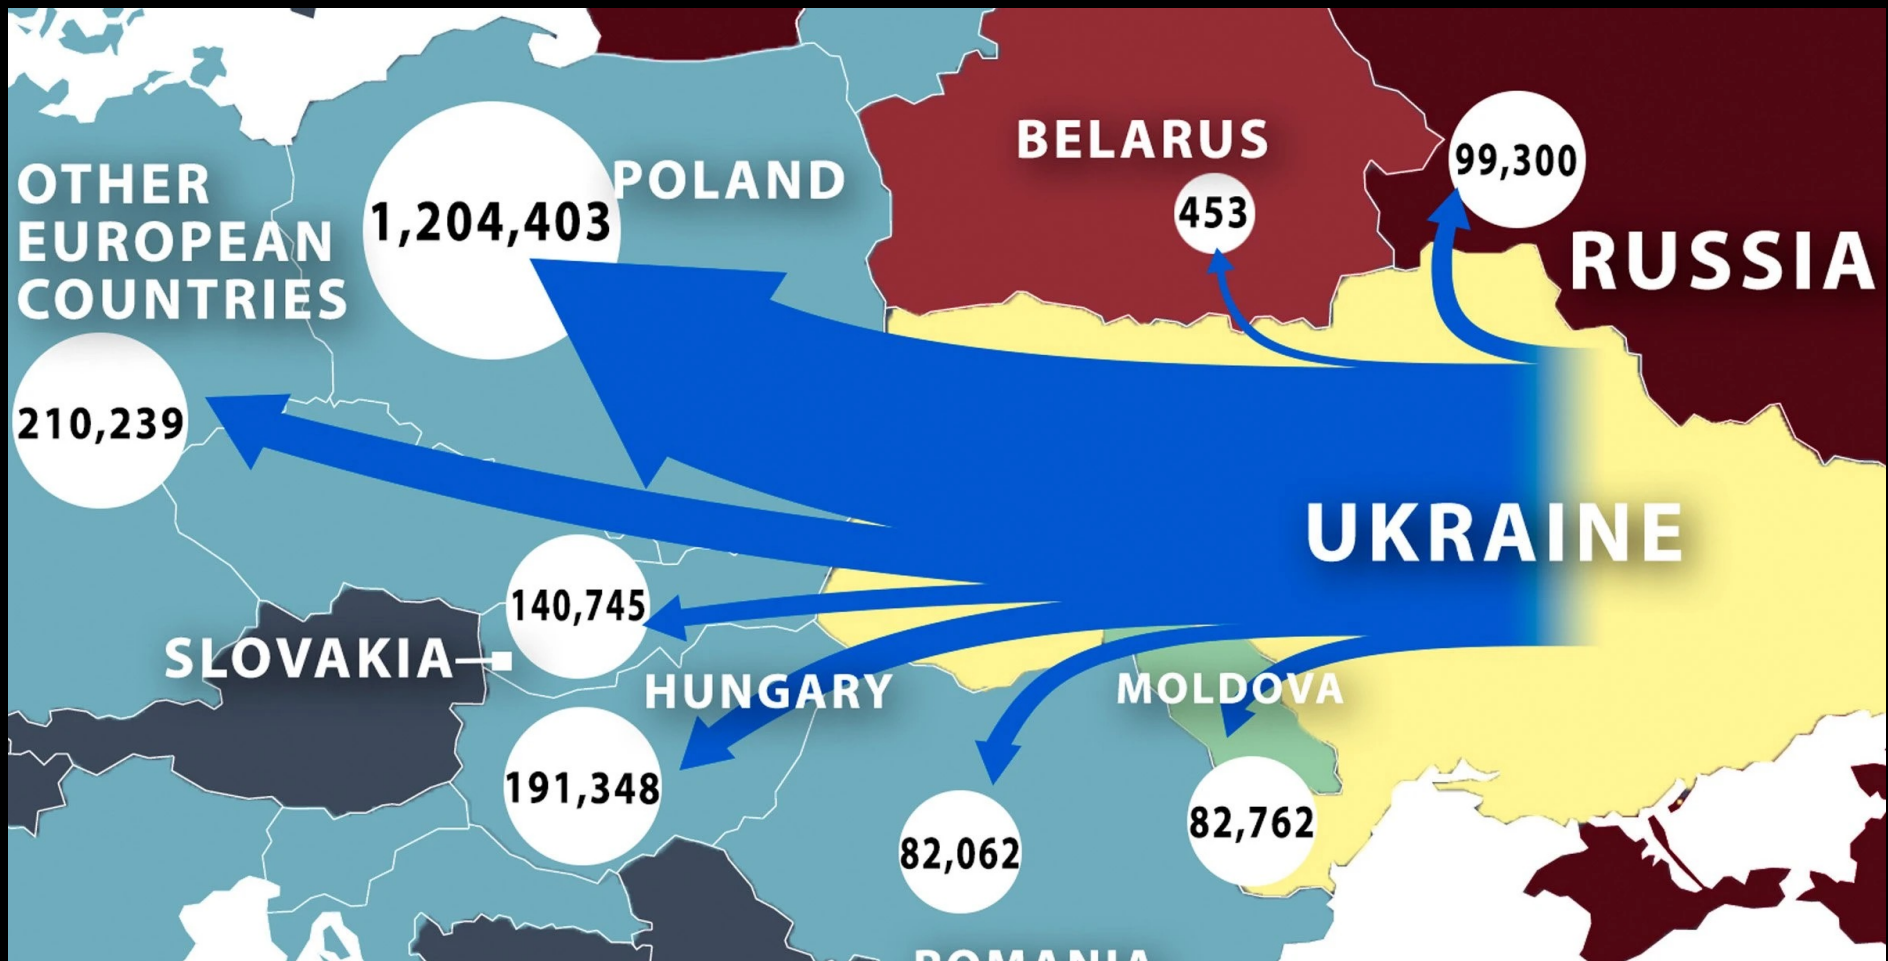 OTHER
EUROPEAN
COUNTRIES
210,239
1,204,403
POLAND
BELARUS
453
99,300
RUSSIA
UKRAINE
140,745
SLOVAKIA
HUNGARY
191,348
MOLDOVA
82,762
82,062
ROMANIA